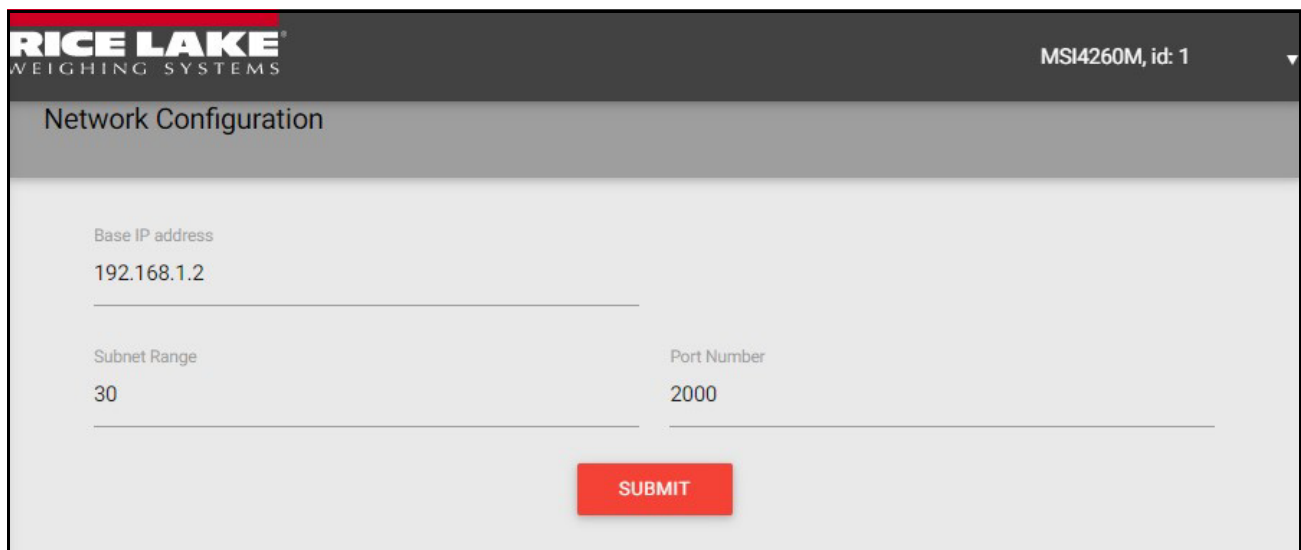 RICE LAKE®
WEIGHING SYSTEMS
MSI4260M, id: 1
Network Configuration
Base IP address
192.168.1.2
Subnet Range
Port Number
30
2000
SUBMIT